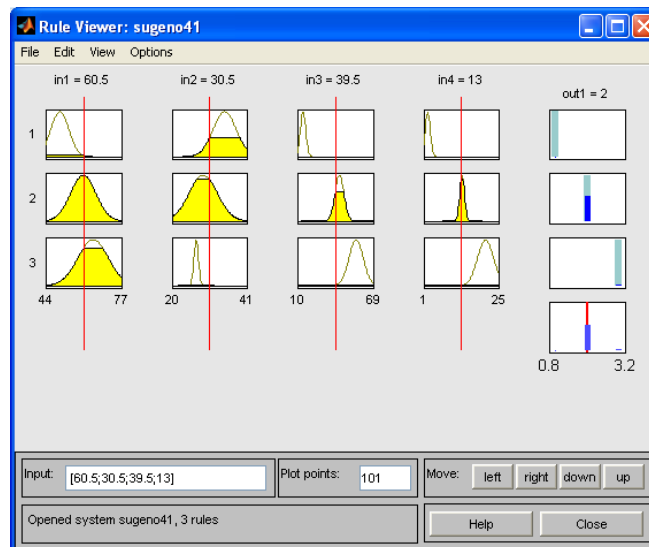 Rule Viewer: sugeno41
File Edit View Options
in1 = 60.5 in2 = 30.5 in3 = 39.5 in4 = 13 out1 = 2
1
2
3
44 77 20 41 10 69 1 25
0.8 3.2
Input: [60.5;30.5;39.5;13] Plot points: 101 Move: left right down up
Opened system sugeno41, 3 rules Help Close